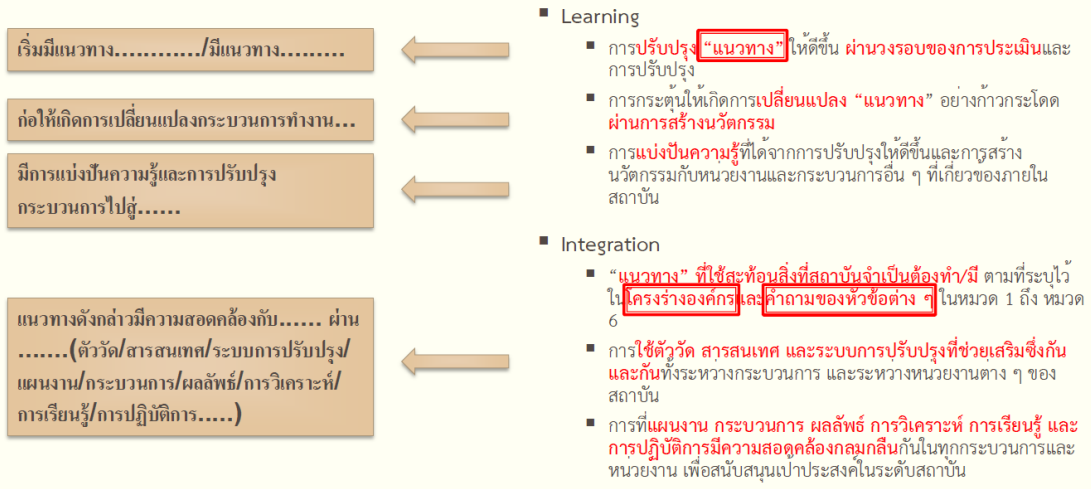 เริ่มมีแนวทาง............/มีแนวทาง.........
ก่อให้เกิดการเปลี่ยนแปลงกระบวนการทำงาน...
มีการแบ่งปันความรู้และการปรับปรุง
กระบวนการไปสู่......
แนวทางดังกล่าวมีความสอดคล้องกับ...... ผ่าน
.......(ตัววัด/สารสนเทศ/ระบบการปรับปรุง/
แผนงาน/กระบวนการ/ผลลัพธ์/การวิเคราะห์/
การเรียนรู้/การปฏิบัติการ.....)
▪ Learning
▪ การปรับปรุง “แนวทาง” ให้ดีขึ้น ผ่านวงรอบของการประเมินและ
การปรับปรุง
▪ การกระตุ้นให้เกิดการเปลี่ยนแปลง “แนวทาง” อย่างก้าวกระโดด
ผ่านการสร้างนวัตกรรม
▪ การแบ่งปันความรู้ที่ได้จากการปรับปรุงให้ดีขึ้นและการสร้าง
นวัตกรรมกับหน่วยงานและกระบวนการอื่น ๆ ที่เกี่ยวข้องภายใน
สถาบัน
▪ Integration
▪ “แนวทาง” ที่ใช้สะท้อนสิ่งที่สถาบันจำเป็นต้องทำ/มี ตามที่ระบุไว้
ในโครงร่างองค์กรและคำถามของหัวข้อต่าง ๆ ในหมวด 1 ถึง หมวด
6
▪ การใช้ตัววัด สารสนเทศ และระบบการปรับปรุงที่ช่วยเสริมซึ่งกัน
และกันทั้งระหว่างกระบวนการ และระหว่างหน่วยงานต่าง ๆ ของ
สถาบัน
▪ การที่แผนงาน กระบวนการ ผลลัพธ์ การวิเคราะห์ การเรียนรู้ และ
การปฏิบัติการมีความสอดคล้องกลมกลืนกันในทุกกระบวนการและ
หน่วยงาน เพื่อสนับสนุนเป้าประสงค์ในระดับสถาบัน